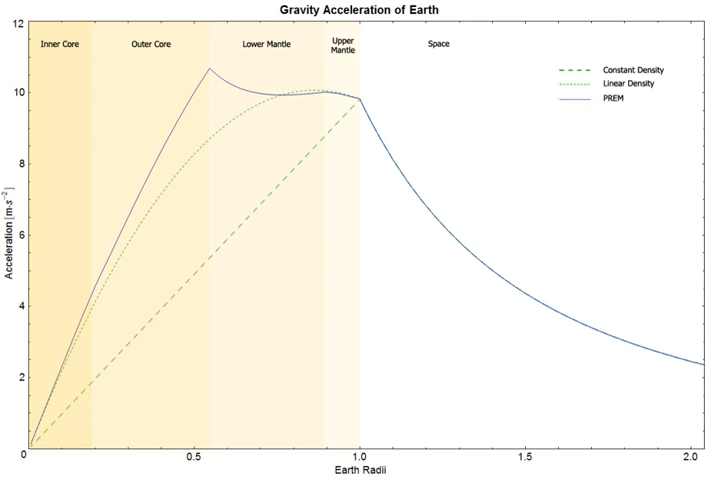 Gravity Acceleration of Earth
12
10
8
6
4
2
0
Acceleration [m·s⁻²]
Inner Core
Outer Core
Lower Mantle
Upper
Mantle
Space
Constant Density
Linear Density
PREM
0.5
1.0
1.5
2.0
Earth Radii